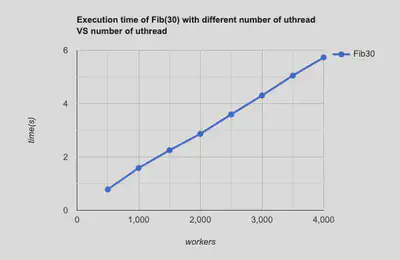 Execution time of Fib(30) with different number of uthread
VS number of uthread
Fib30
6
4
2
0
time(s)
0 1,000 2,000 3,000 4,000
workers